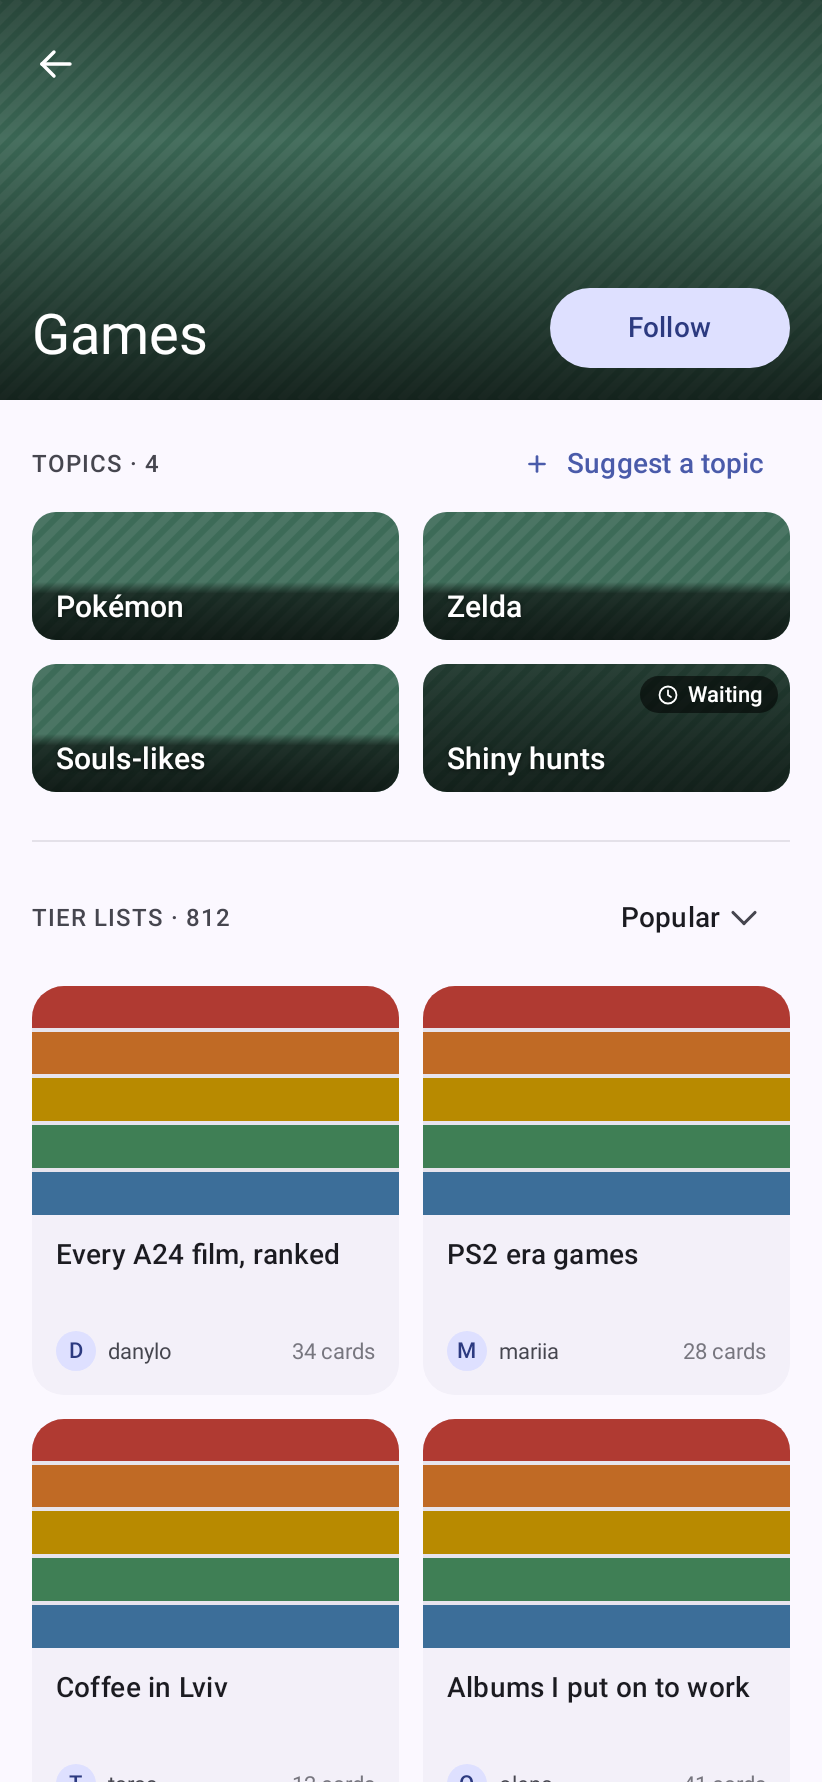 Games
Follow
TOPICS · 4
Suggest a topic
Pokémon
Zelda
Souls-likes
Waiting
Shiny hunts
TIER LISTS · 812
Popular
Every A24 film, ranked
PS2 era games
D danylo 34 cards
M mariia 28 cards
Coffee in Lviv
Albums I put on to work